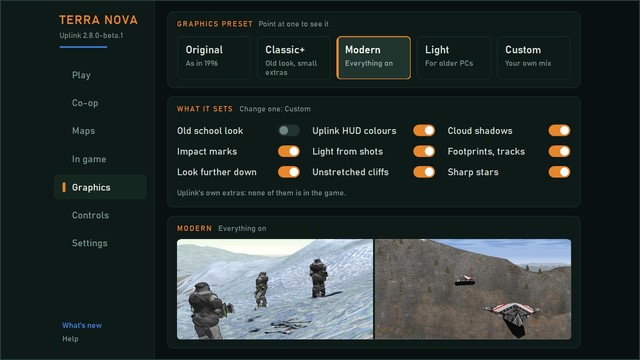 TERRA NOVA
Uplink 2.8.0-beta.1
Play
Co-op
Maps
In game
Graphics
Controls
Settings
What's new
Help
GRAPHICS PRESET Point at one to see it
Original
As in 1996
Classic+
Old look, small
extras
Modern
Everything on
Light
For older PCs
Custom
Your own mix
WHAT IT SETS Change one: Custom
Old school look
Uplink HUD colours
Cloud shadows
Impact marks
Light from shots
Footprints, tracks
Look further down
Unstretched cliffs
Sharp stars
Uplink's own extras: none of them is in the game.
MODERN Everything on